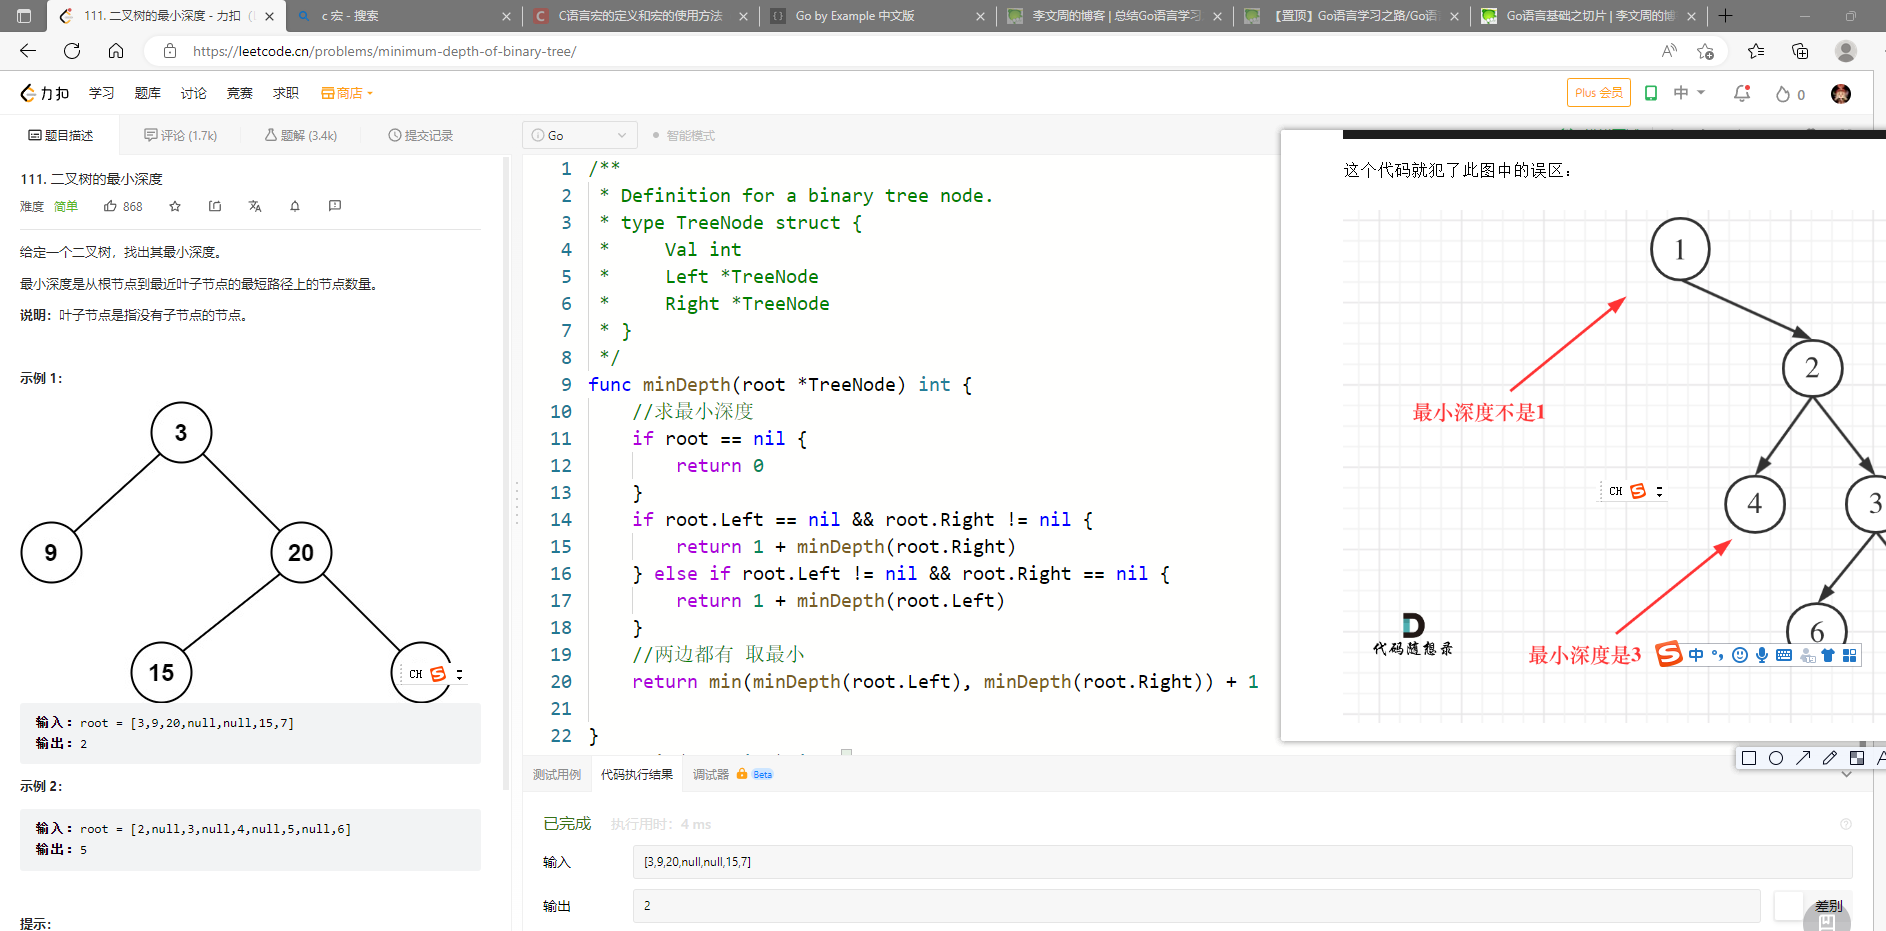 111. 二叉树的最小深度 - 力扣
c 宏 - 搜索
C语言宏的定义和宏的使用方法
Go by Example 中文版
李文周的博客 | 总结Go语言学习
【置顶】Go语言学习之路/Go语
Go语言基础之切片 | 李文周的博
https://leetcode.cn/problems/minimum-depth-of-binary-tree/
力扣 学习 题库 讨论 竞赛 求职 商店
Plus 会员 中 0
题目描述 评论 (1.7k) 题解 (3.4k) 提交记录
Go 智能模式
111. 二叉树的最小深度
难度 简单 868
给定一个二叉树，找出其最小深度。
最小深度是从根节点到最近叶子节点的最短路径上的节点数量。
说明：叶子节点是指没有子节点的节点。
示例 1：
3
9 20
15
CH
输入：root = [3,9,20,null,null,15,7]
输出：2
示例 2：
输入：root = [2,null,3,null,4,null,5,null,6]
输出：5
提示：
1 /**
2 * Definition for a binary tree node.
3 * type TreeNode struct {
4 * Val int
5 * Left *TreeNode
6 * Right *TreeNode
7 * }
8 */
9 func minDepth(root *TreeNode) int {
10 //求最小深度
11 if root == nil {
12 return 0
13 }
14 if root.Left == nil && root.Right != nil {
15 return 1 + minDepth(root.Right)
16 } else if root.Left != nil && root.Right == nil {
17 return 1 + minDepth(root.Left)
18 }
19 //两边都有 取最小
20 return min(minDepth(root.Left), minDepth(root.Right)) + 1
21
22 }
测试用例 代码执行结果 调试器 Beta
已完成 执行用时：4 ms
输入 [3,9,20,null,null,15,7]
输出 2
差别
这个代码就犯了此图中的误区：
1
2
最小深度不是1
CH
4 3
6
代码随想录
最小深度是3
中